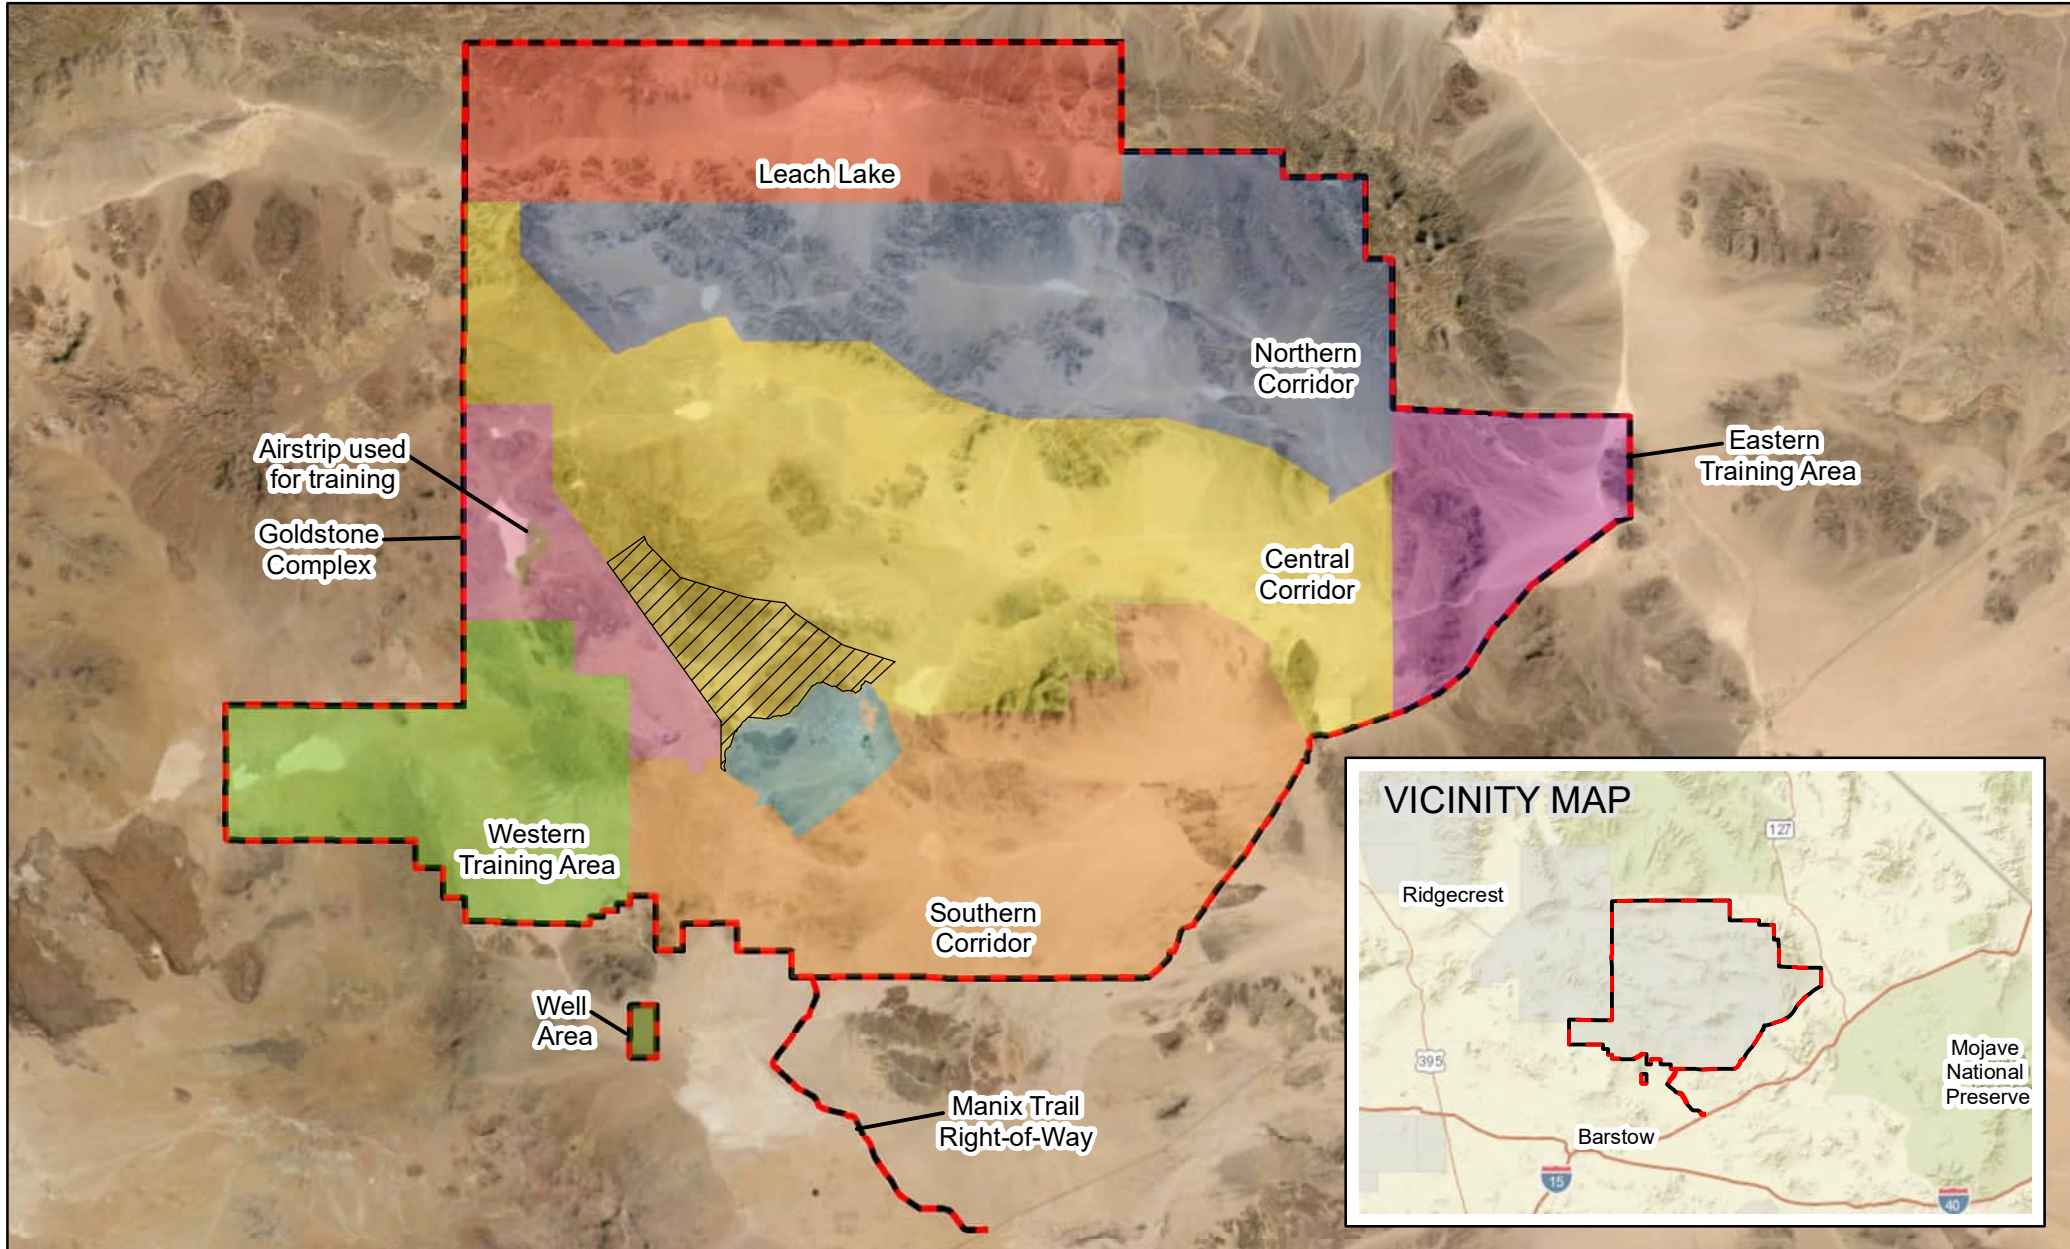 Leach Lake
Northern
Corridor
Airstrip used
for training
Eastern
Training Area
Goldstone
Complex
Central
Corridor
Western
Training Area
Southern
Corridor
Well
Area
Manix Trail
Right-of-Way
VICINITY MAP
127
Ridgecrest
395
Mojave
National
Preserve
Barstow
15
40